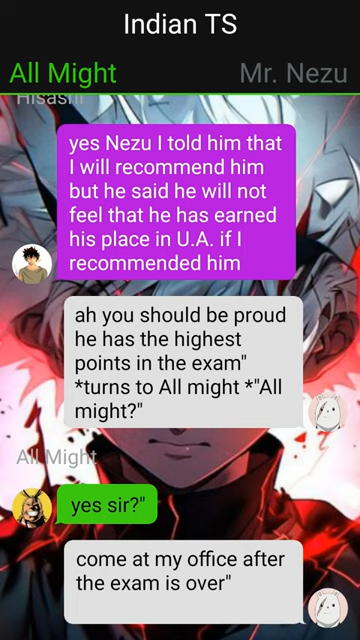 Indian TS
All Might Mr. Nezu
Hisashi
yes Nezu I told him that
I will recommend him
but he said he will not
feel that he has earned
his place in U.A. if I
recommended him
ah you should be proud
he has the highest
points in the exam"
*turns to All might *"All
might?"
All Might
yes sir?"
come at my office after
the exam is over"